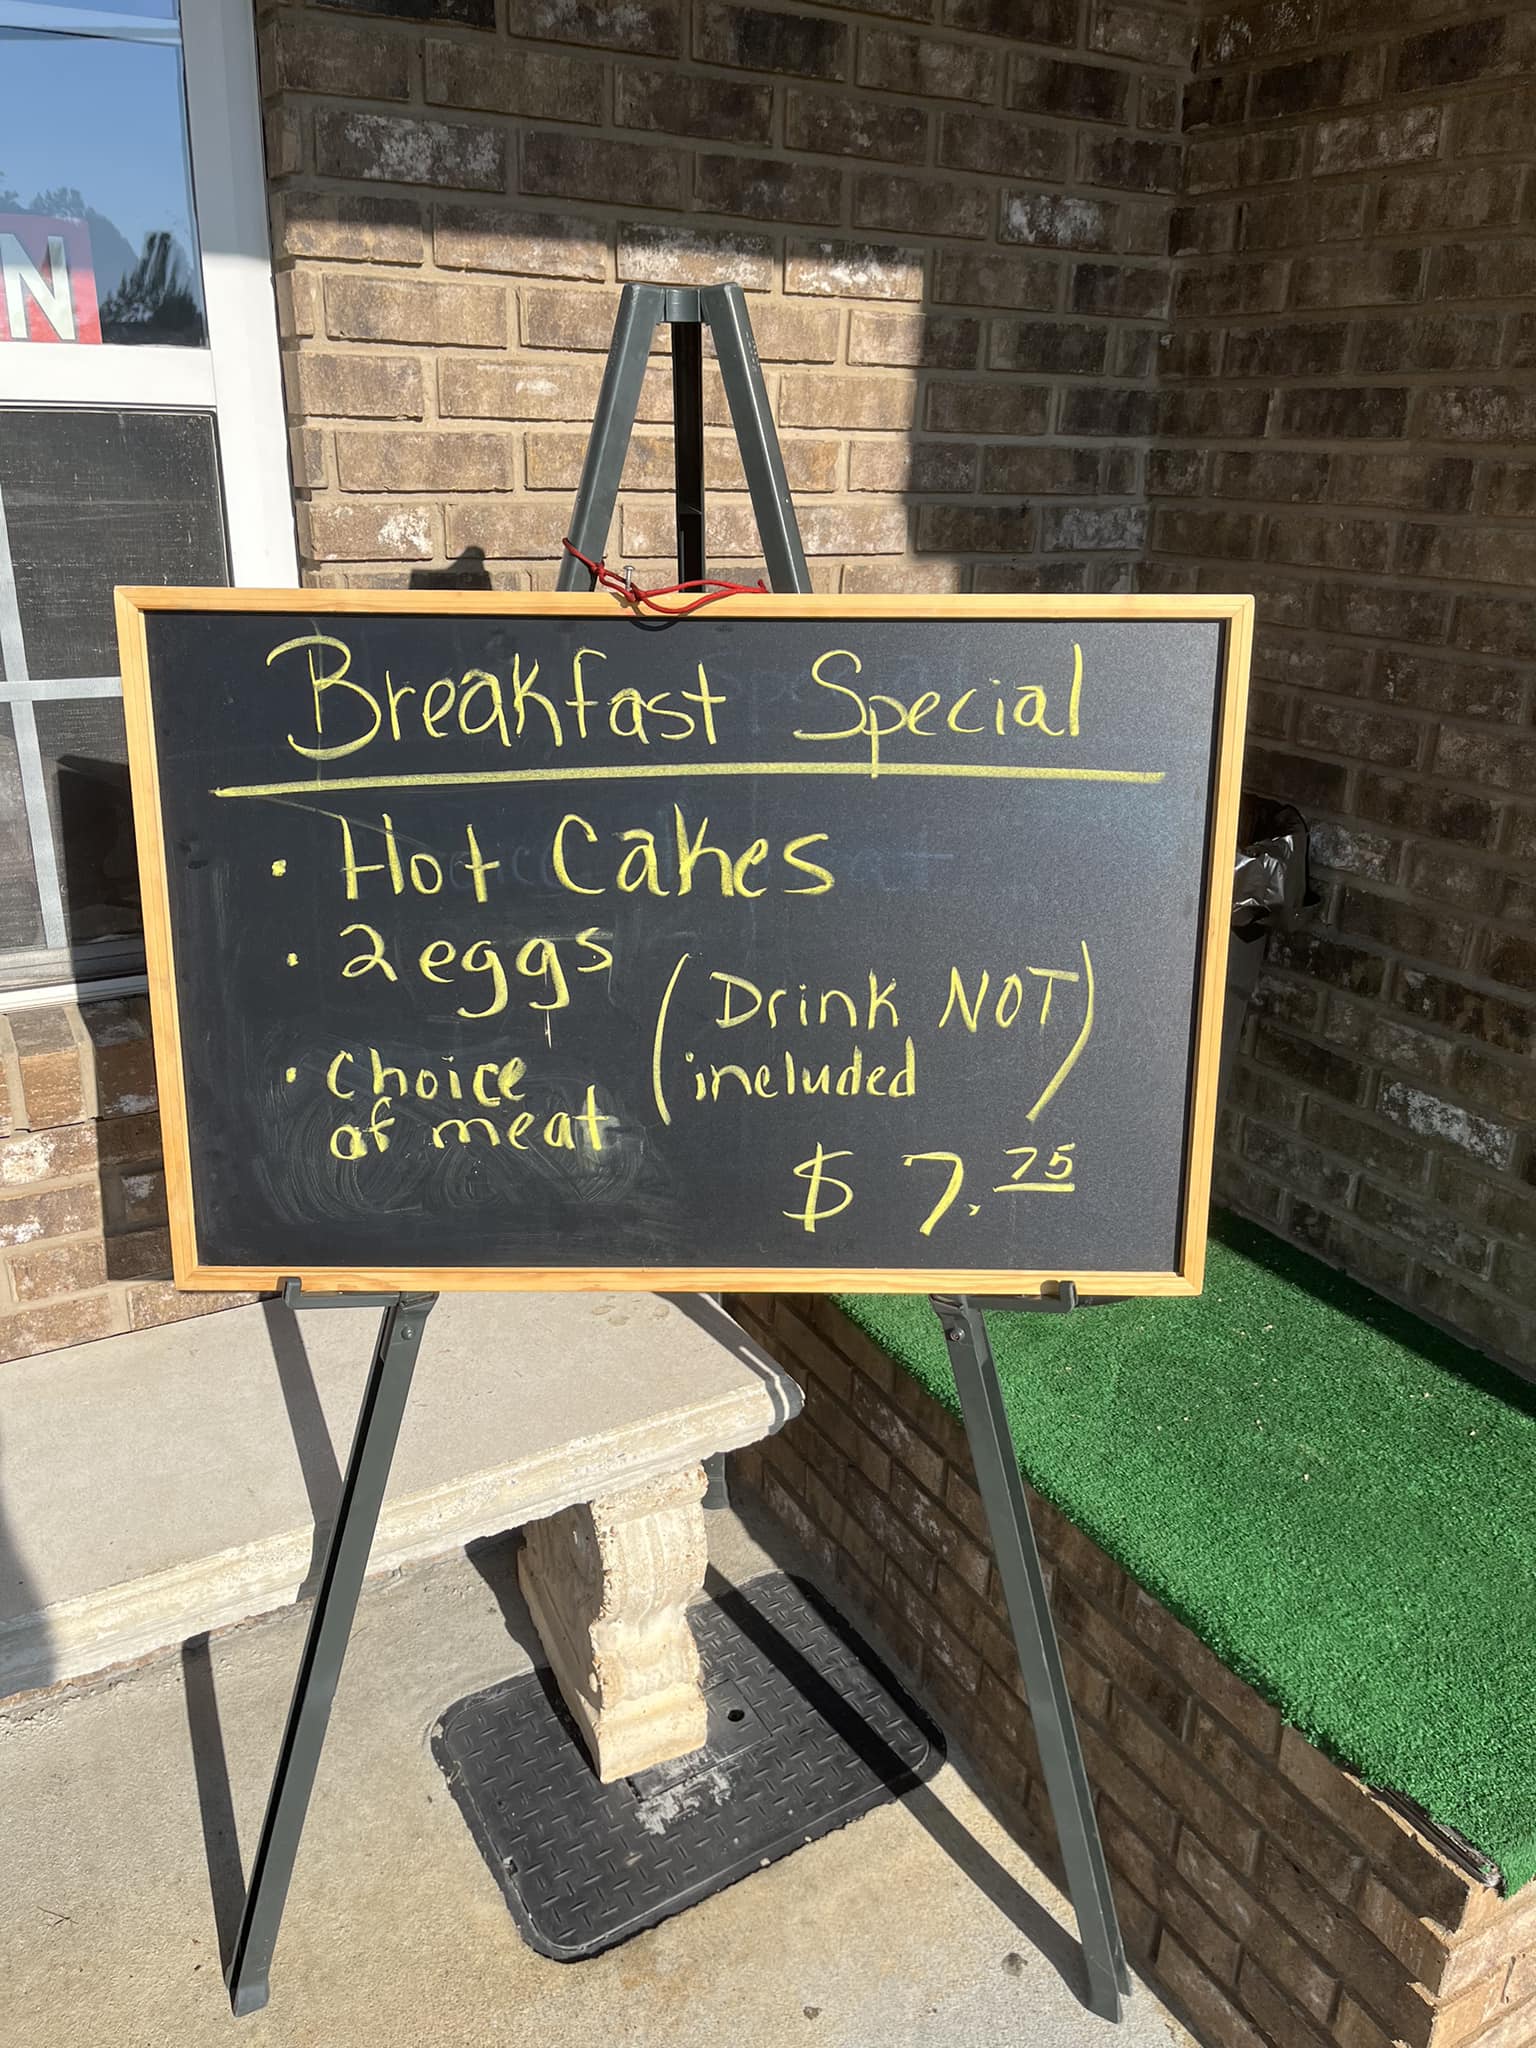 N
Breakfast Special
• Hot Cakes
• 2 eggs
(Drink NOT)
included
• choice
of meat
$ 7.75